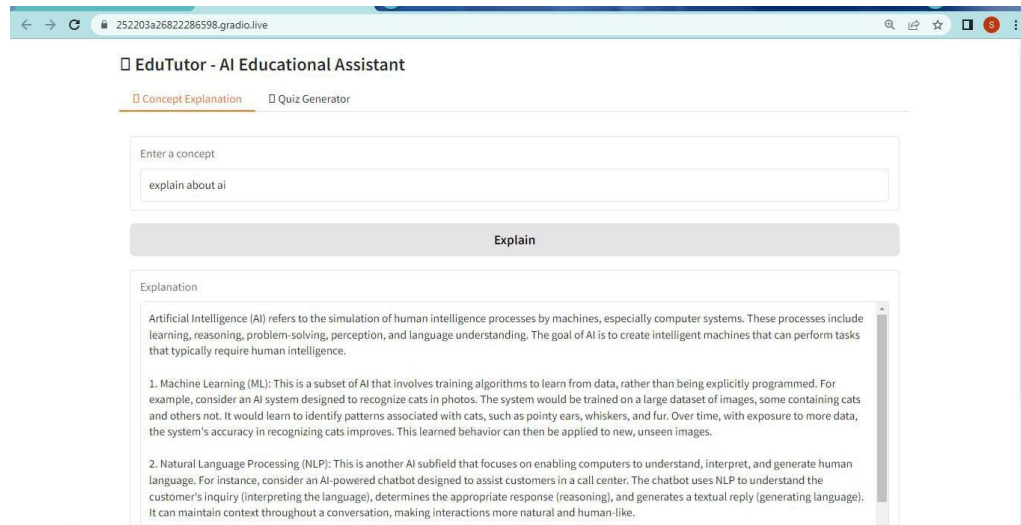 252203a26822286598.gradio.live
S
EduTutor - AI Educational Assistant
Concept Explanation Quiz Generator
Enter a concept
explain about ai
Explain
Explanation
Artificial Intelligence (AI) refers to the simulation of human intelligence processes by machines, especially computer systems. These processes include
learning, reasoning, problem-solving, perception, and language understanding. The goal of AI is to create intelligent machines that can perform tasks
that typically require human intelligence.
1. Machine Learning (ML): This is a subset of AI that involves training algorithms to learn from data, rather than being explicitly programmed. For
example, consider an AI system designed to recognize cats in photos. The system would be trained on a large dataset of images, some containing cats
and others not. It would learn to identify patterns associated with cats, such as pointy ears, whiskers, and fur. Over time, with exposure to more data,
the system's accuracy in recognizing cats improves. This learned behavior can then be applied to new, unseen images.
2. Natural Language Processing (NLP): This is another AI subfield that focuses on enabling computers to understand, interpret, and generate human
language. For instance, consider an AI-powered chatbot designed to assist customers in a call center. The chatbot uses NLP to understand the
customer's inquiry (interpreting the language), determines the appropriate response (reasoning), and generates a textual reply (generating language).
It can maintain context throughout a conversation, making interactions more natural and human-like.